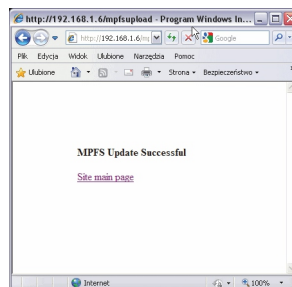 http://192.168.1.6/mpfsupload - Program Windows In...
http://192.168.1.6/mp
Google
Plik Edycja Widok Ulubione Narzędzia Pomoc
Ulubione Strona Bezpieczeństwo
MPFS Update Successful
Site main page
Internet 100%